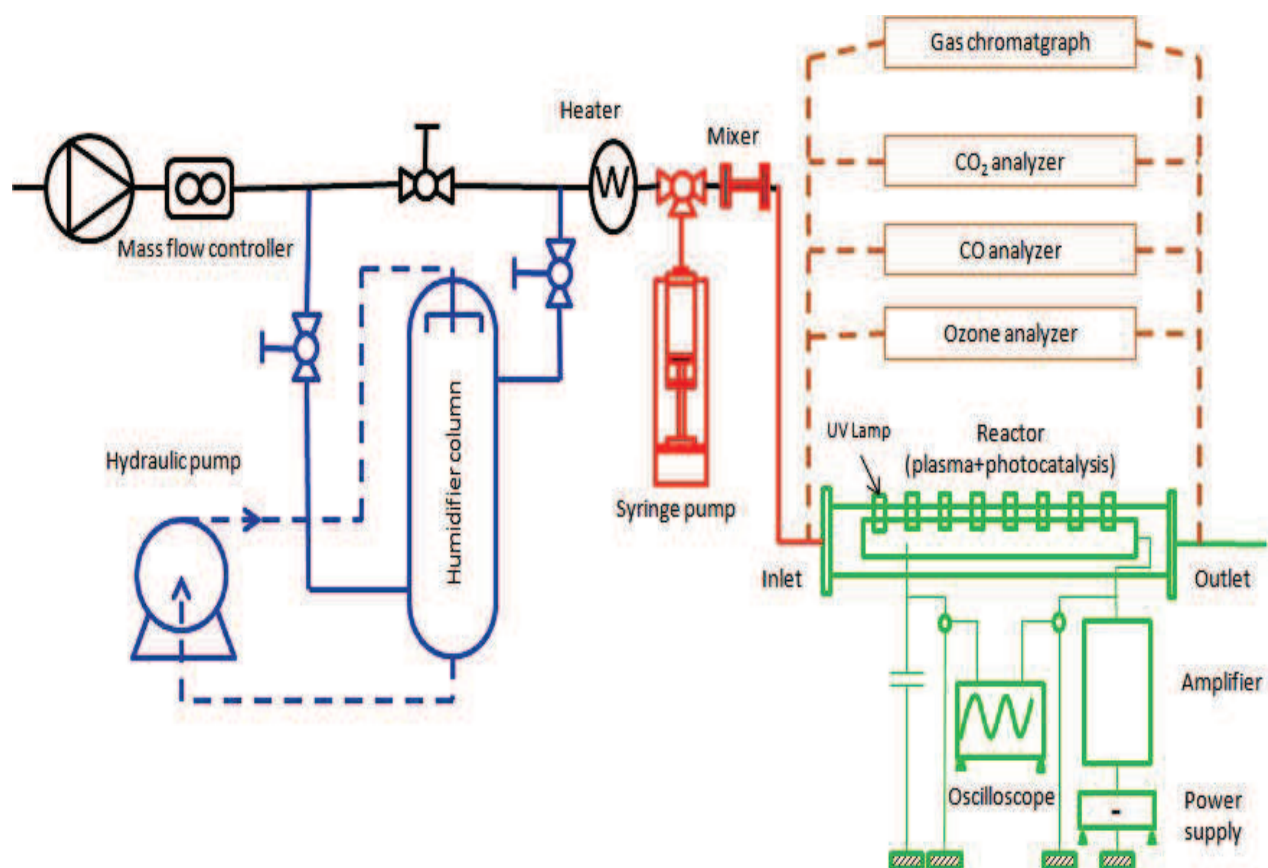 Gas chromatgraph
Heater
Mixer
W
CO₂ analyzer
Mass flow controller
CO analyzer
Ozone analyzer
Humidifier column
UV Lamp
Reactor
(plasma+photocatalysis)
Hydraulic pump
Syringe pump
Inlet
Outlet
Amplifier
Oscilloscope
Power
supply
-